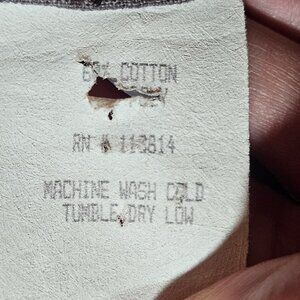 COTTON
RN # 113814
MACHINE WASH COLD
TUMBLE DRY LOW